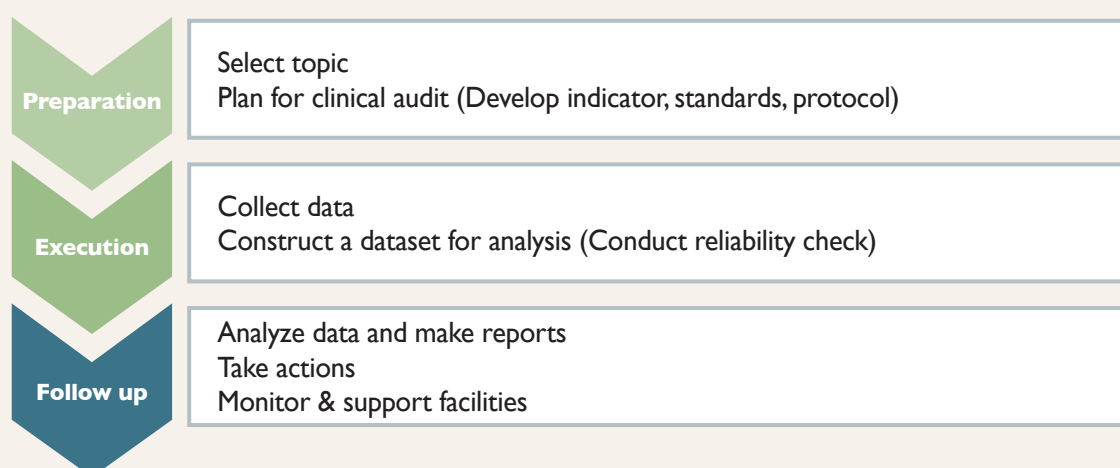 Preparation
Select topic
Plan for clinical audit (Develop indicator, standards, protocol)
Execution
Collect data
Construct a dataset for analysis (Conduct reliability check)
Follow up
Analyze data and make reports
Take actions
Monitor & support facilities